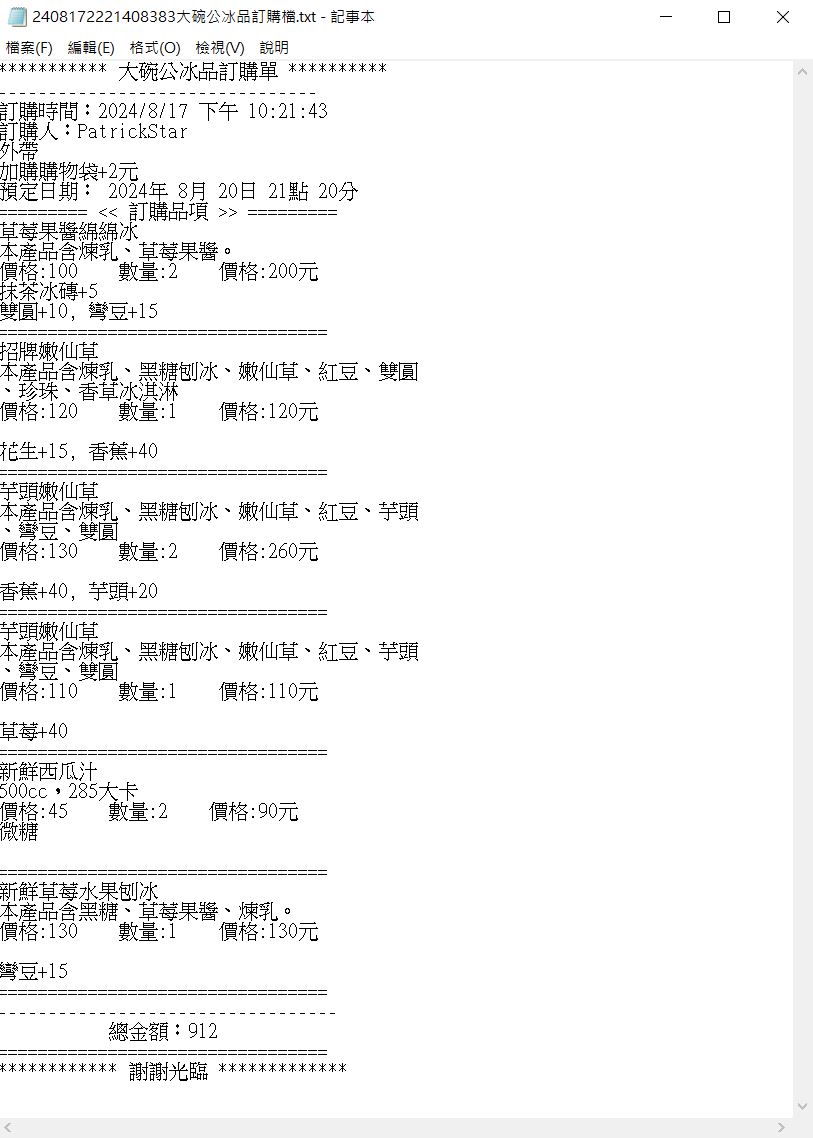 2408172221408383大碗公冰品訂購檔.txt - 記事本
檔案(F) 編輯(E) 格式(O) 檢視(V) 說明
*********** 大碗公冰品訂購單 **********
--------------------------------
訂購時間：2024/8/17 下午 10:21:43
訂購人：PatrickStar
外帶
加購購物袋+2元
預定日期： 2024年 8月 20日 21點 20分
========= << 訂購品項 >> =========
草莓果醬綿綿冰
本產品含煉乳、草莓果醬。
價格:100    數量:2    價格:200元
抹茶冰磚+5
雙圓+10, 彎豆+15
=================================
招牌嫩仙草
本產品含煉乳、黑糖刨冰、嫩仙草、紅豆、雙圓
、珍珠、香草冰淇淋
價格:120    數量:1    價格:120元
花生+15, 香蕉+40
=================================
芋頭嫩仙草
本產品含煉乳、黑糖刨冰、嫩仙草、紅豆、芋頭
、彎豆、雙圓
價格:130    數量:2    價格:260元
香蕉+40, 芋頭+20
=================================
芋頭嫩仙草
本產品含煉乳、黑糖刨冰、嫩仙草、紅豆、芋頭
、彎豆、雙圓
價格:110    數量:1    價格:110元
草莓+40
=================================
新鮮西瓜汁
500cc，285大卡
價格:45    數量:2    價格:90元
微糖
=================================
新鮮草莓水果刨冰
本產品含黑糖、草莓果醬、煉乳。
價格:130    數量:1    價格:130元
彎豆+15
=================================
----------------------------------
總金額：912
=================================
************ 謝謝光臨 *************